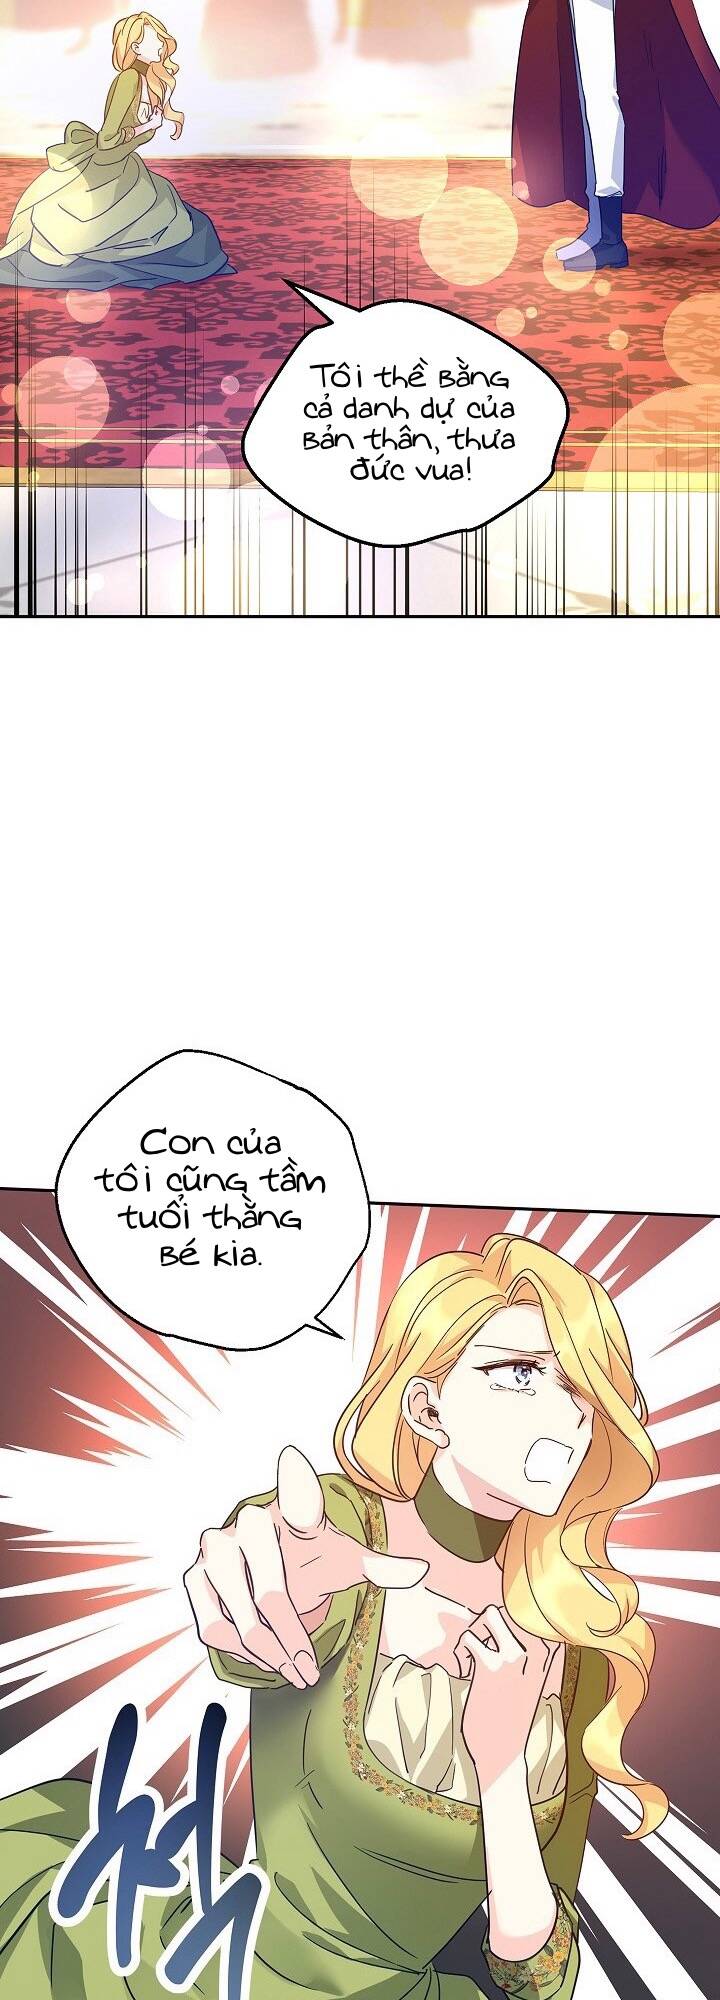 Tôi thề bằng
cả danh dự của
bản thân, thưa
đức vua!
Con của
tôi cũng tầm
tuổi thằng
bé kia.